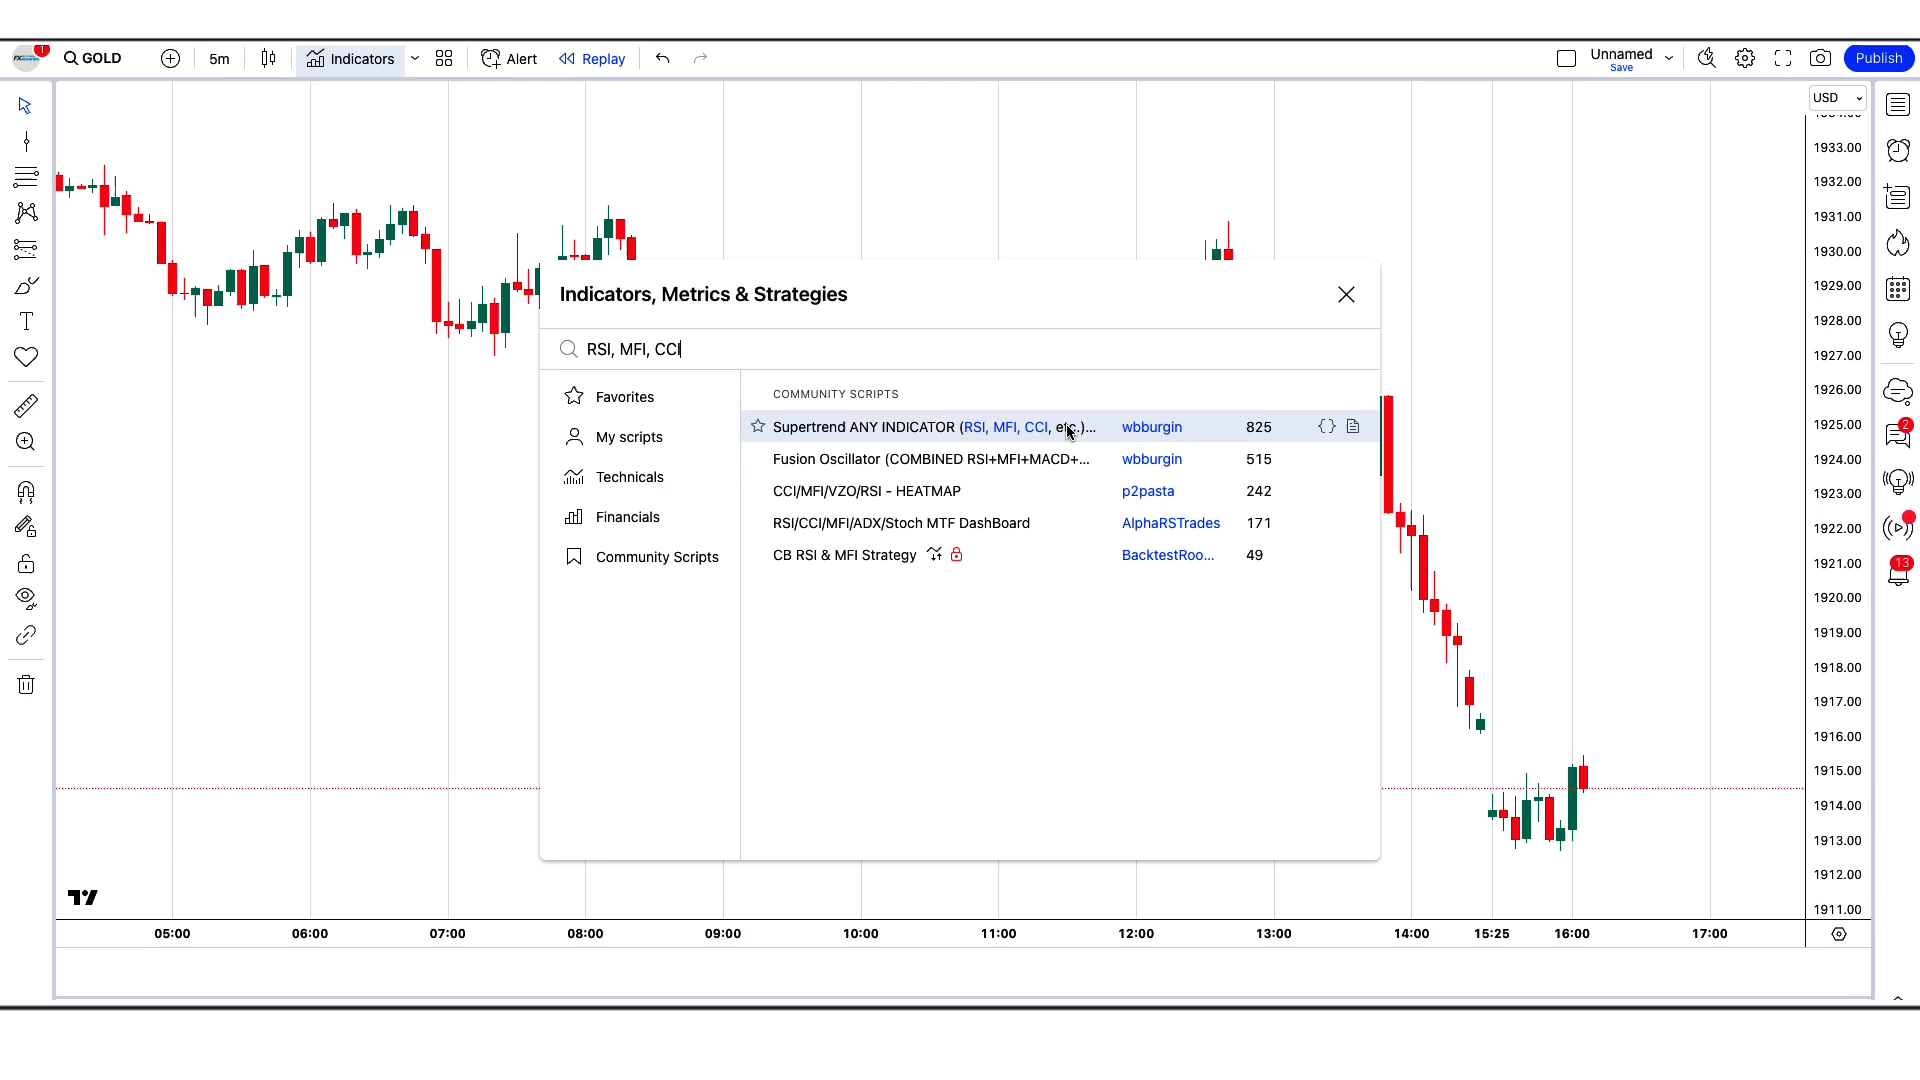 1
GOLD
5m
Indicators
Alert
Replay
Unnamed
Save
Publish
USD
1933.00
1932.00
1931.00
1930.00
1929.00
1928.00
1927.00
1926.00
1925.00
1924.00
1923.00
1922.00
1921.00
1920.00
1919.00
1918.00
1917.00
1916.00
1915.00
1914.00
1913.00
1912.00
1911.00
2
13
Indicators, Metrics & Strategies
RSI, MFI, CCI
Favorites
My scripts
Technicals
Financials
Community Scripts
COMMUNITY SCRIPTS
Supertrend ANY INDICATOR (RSI, MFI, CCI, etc.)... wbburgin 825
Fusion Oscillator (COMBINED RSI+MFI+MACD+... wbburgin 515
CCI/MFI/VZO/RSI - HEATMAP p2pasta 242
RSI/CCI/MFI/ADX/Stoch MTF DashBoard AlphaRSTrades 171
CB RSI & MFI Strategy BacktestRoo... 49
05:00 06:00 07:00 08:00 09:00 10:00 11:00 12:00 13:00 14:00 15:25 16:00 17:00